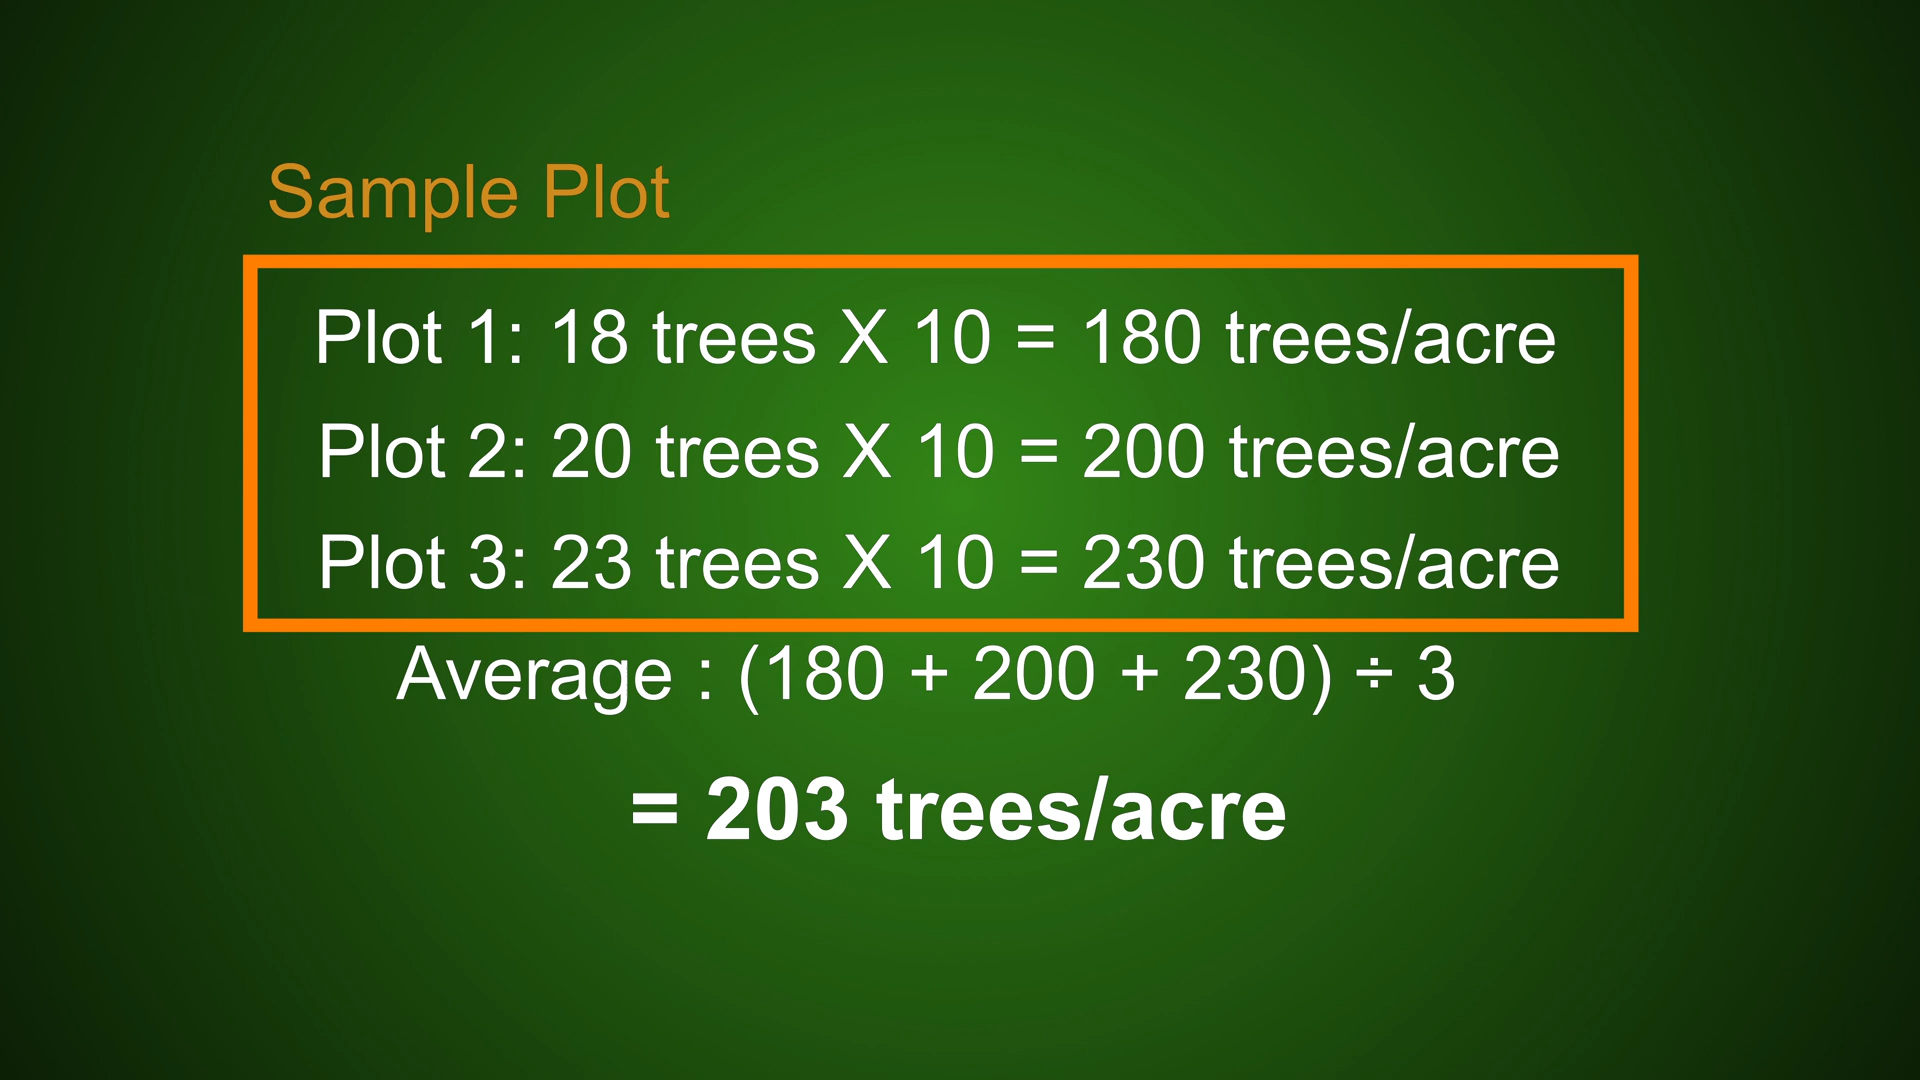 Sample Plot
Plot 1: 18 trees X 10 = 180 trees/acre
Plot 2: 20 trees X 10 = 200 trees/acre
Plot 3: 23 trees X 10 = 230 trees/acre
Average : (180 + 200 + 230) ÷ 3
= 203 trees/acre